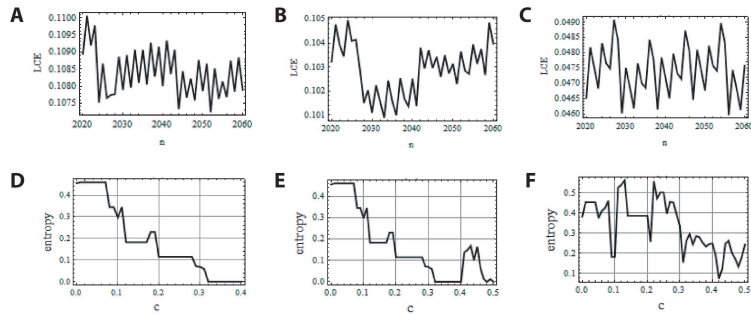 A
0.1100
0.1095
0.1090
0.1085
0.1080
0.1075
LCE
2020 2030 2040 2050 2060
n
B
0.105
0.104
0.103
0.102
0.101
LCE
2020 2030 2040 2050 2060
n
C
0.0490
0.0485
0.0480
0.0475
0.0470
0.0465
0.0460
LCE
2020 2030 2040 2050 2060
n
D
0.4
0.3
0.2
0.1
0.0
entropy
0.0 0.1 0.2 0.3 0.4
C
E
0.4
0.3
0.2
0.1
0.0
entropy
0.0 0.1 0.2 0.3 0.4 0.5
C
F
0.5
0.4
0.3
0.2
0.1
entropy
0.0 0.1 0.2 0.3 0.4 0.5
C